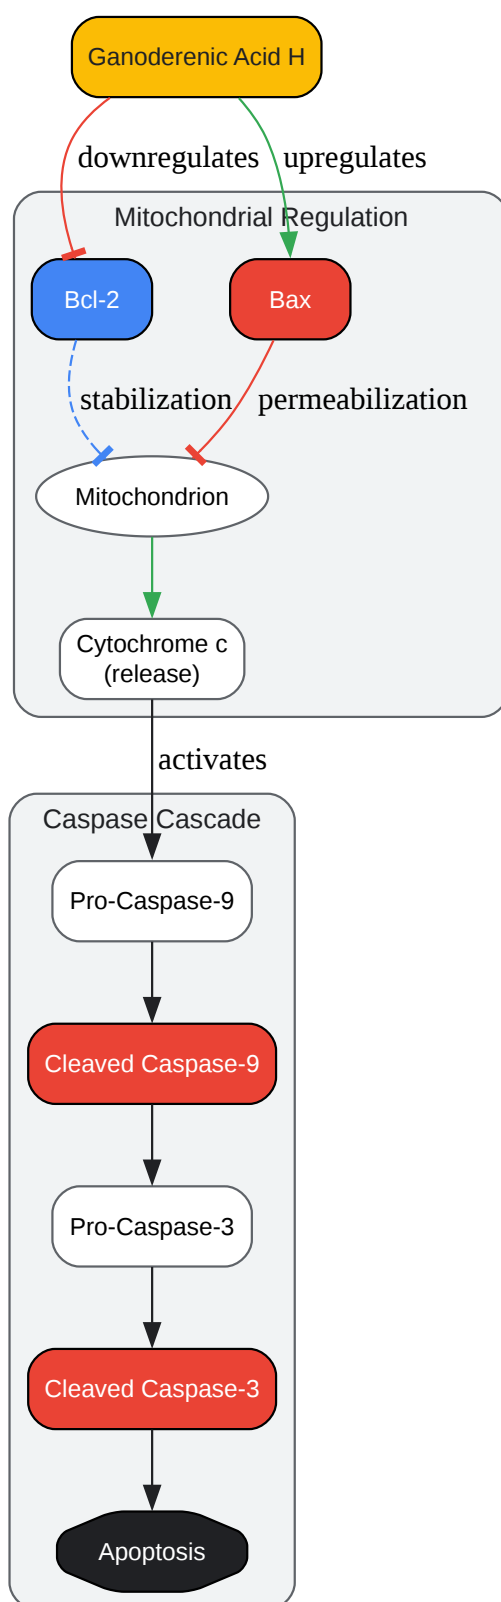 Ganoderenic Acid H
downregulates
upregulates
Mitochondrial Regulation
Bcl-2
Bax
stabilization
permeabilization
Mitochondrion
Cytochrome c
(release)
activates
Caspase Cascade
Pro-Caspase-9
Cleaved Caspase-9
Pro-Caspase-3
Cleaved Caspase-3
Apoptosis